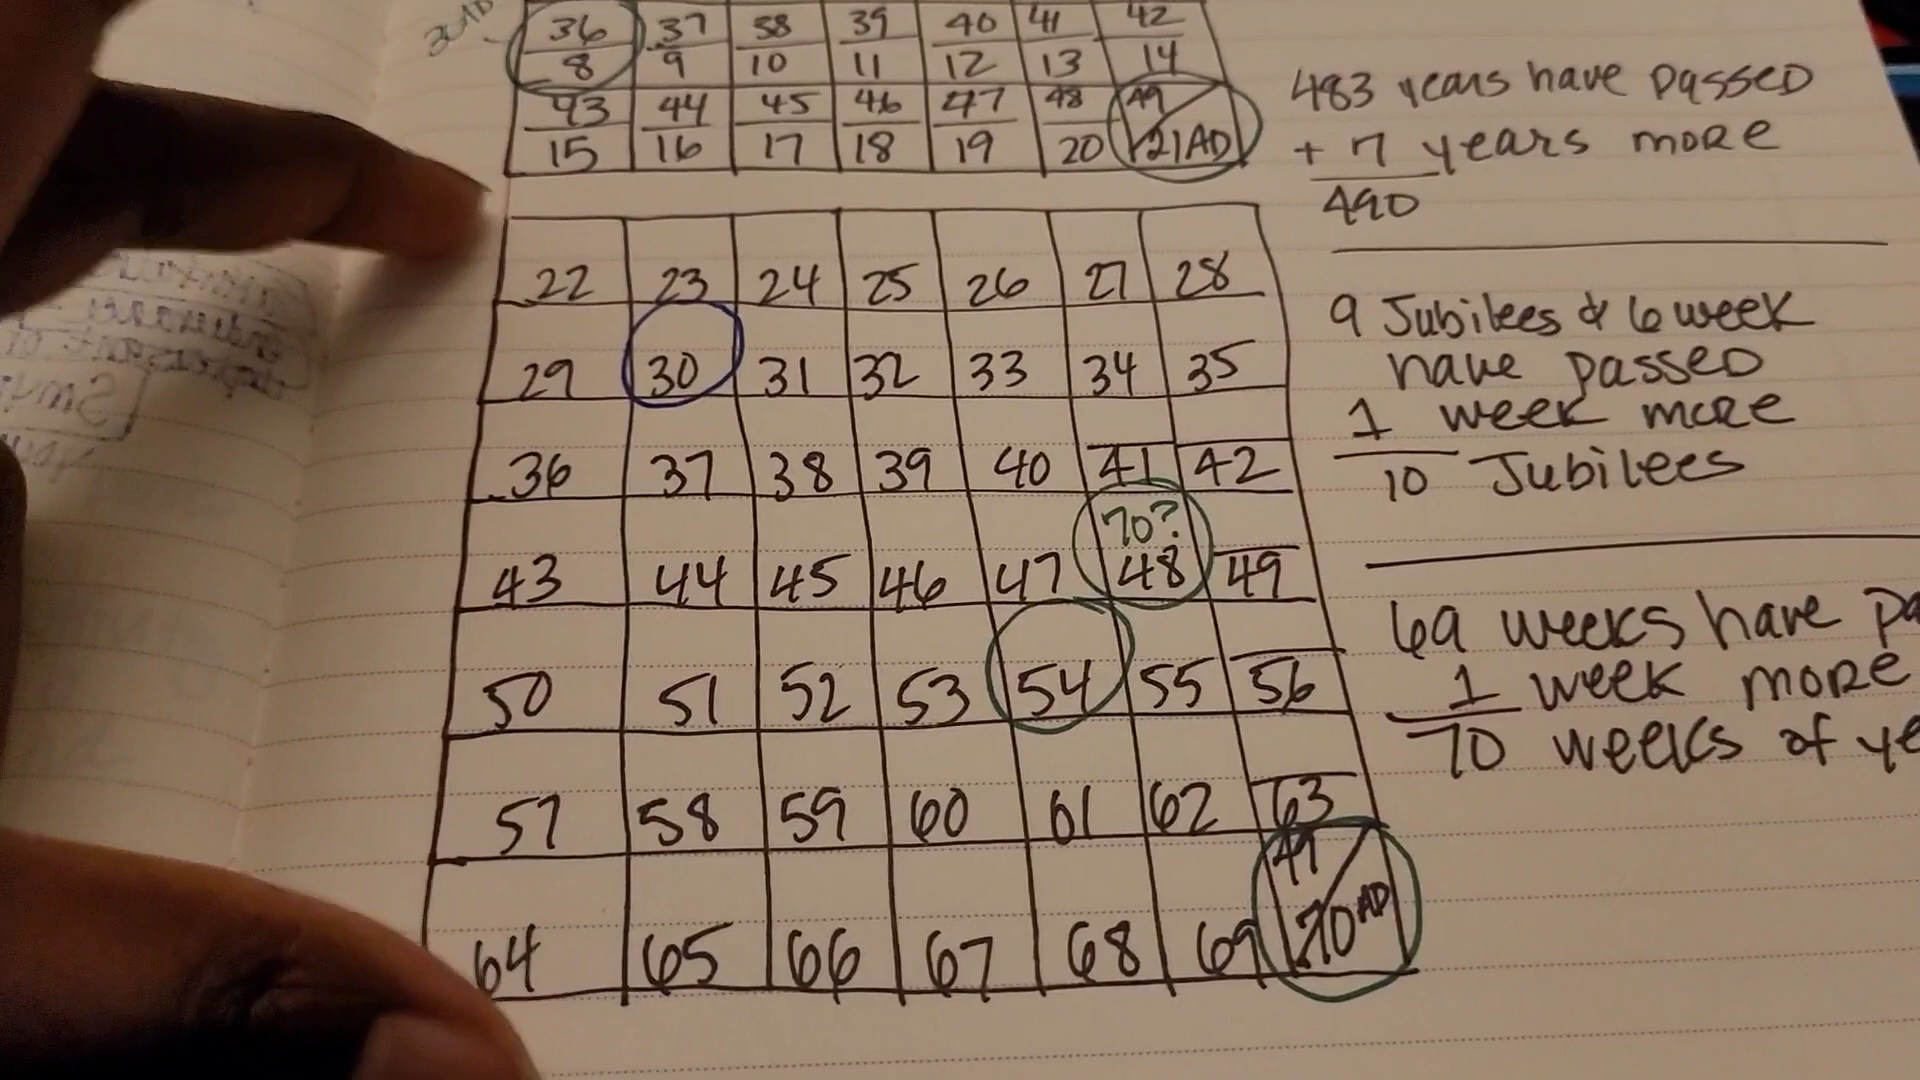 36 37 38 39 40 41 42
8 9 10 11 12 13 14
93 44 45 46 47 48 49
15 16 17 18 19 20 21AD
22 23 24 25 26 27 28
29 30 31 32 33 34 35
36 37 38 39 40 41 42
70?
43 44 45 46 47 48 49
50 51 52 53 54 55 56
57 58 59 60 61 62 63
49
64 65 66 67 68 69 70AD
483 years have passed
+ 7 years more
490
9 Jubilees & 6 week
have passed
1 week more
10 Jubilees
69 weeks have pa
1 week more
70 weeks of ye